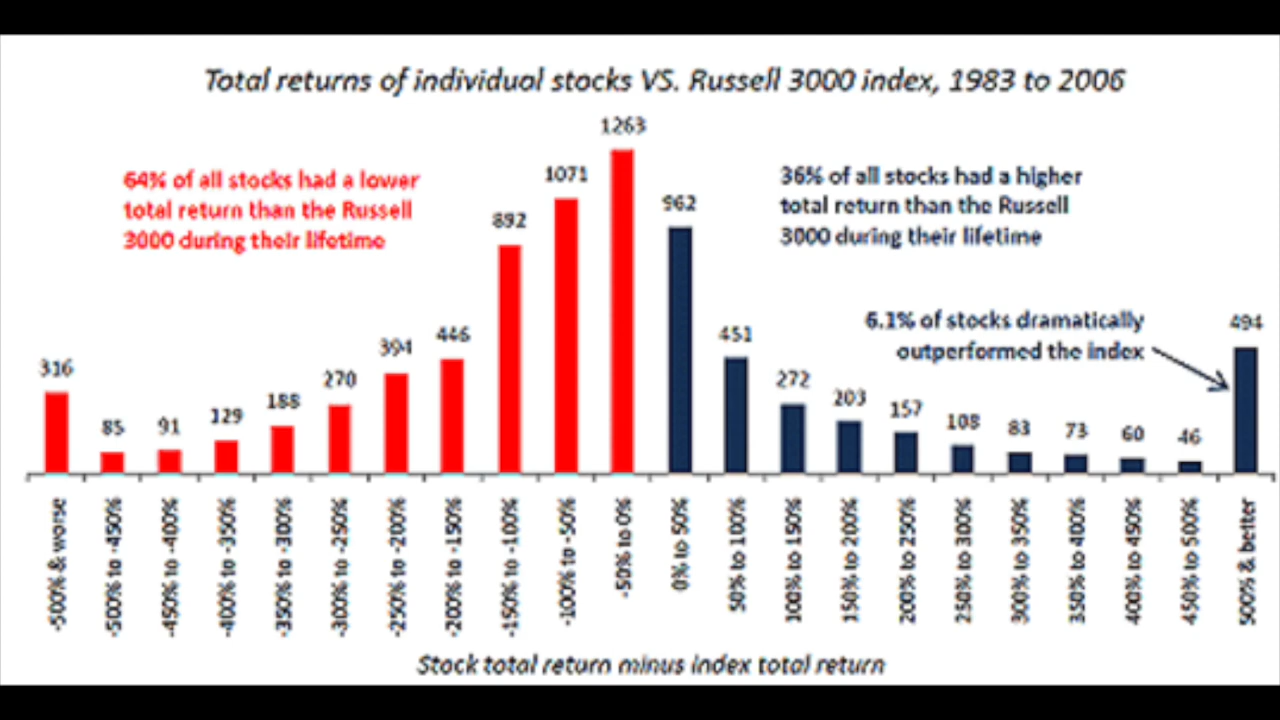 Total returns of individual stocks VS. Russell 3000 index, 1983 to 2006
64% of all stocks had a lower
total return than the Russell
3000 during their lifetime
36% of all stocks had a higher
total return than the Russell
3000 during their lifetime
6.1% of stocks dramatically
outperformed the index
316
85
91
129
188
270
394
446
892
1071
1263
962
451
272
203
157
108
83
73
60
46
494
-500% & worse
-500% to -450%
-450% to -400%
-400% to -350%
-350% to -300%
-300% to -250%
-250% to -200%
-200% to -150%
-150% to -100%
-100% to -50%
-50% to 0%
0% to 50%
50% to 100%
100% to 150%
150% to 200%
200% to 250%
250% to 300%
300% to 350%
350% to 400%
400% to 450%
450% to 500%
500% & better
Stock total return minus index total return